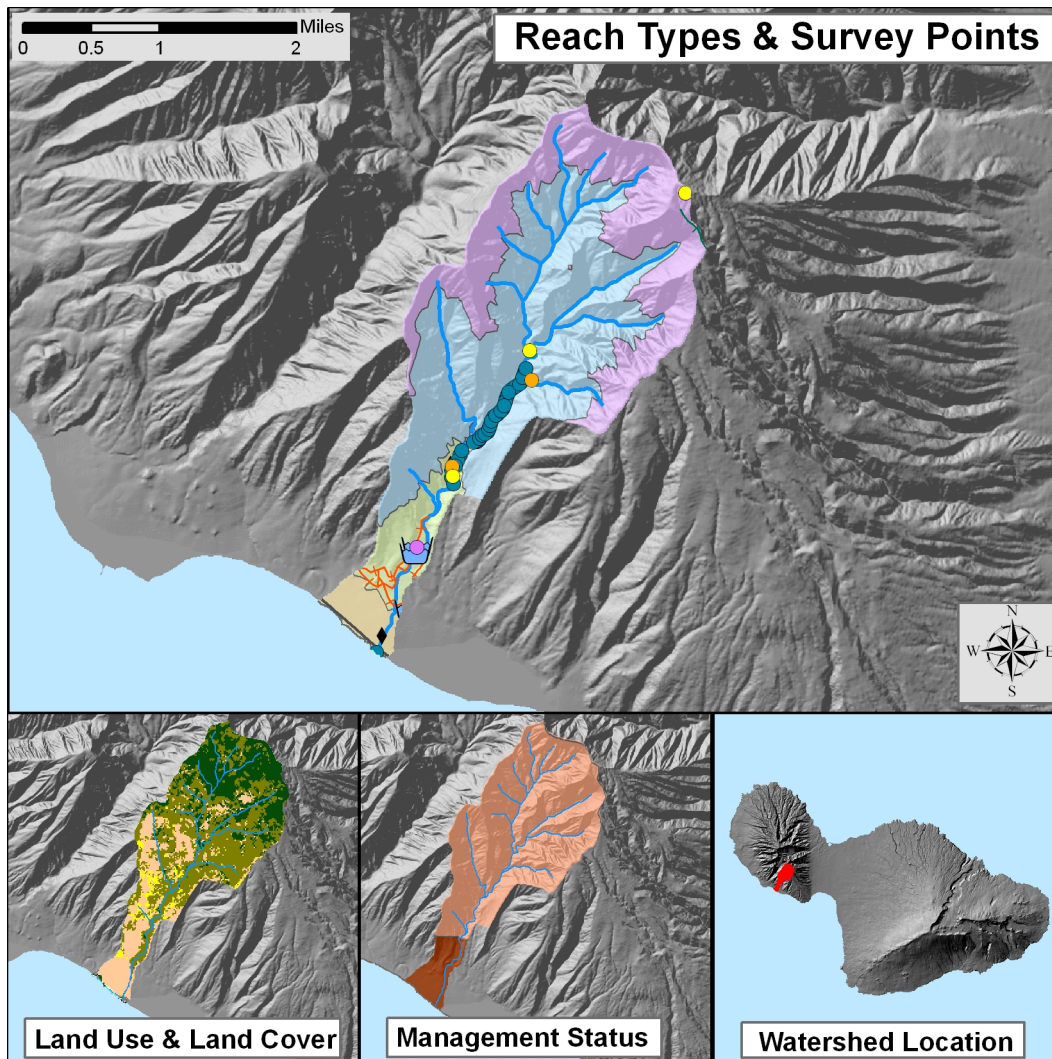 Miles
0 0.5 1 2
Reach Types & Survey Points
N
W E
S
Land Use & Land Cover
Management Status
Watershed Location